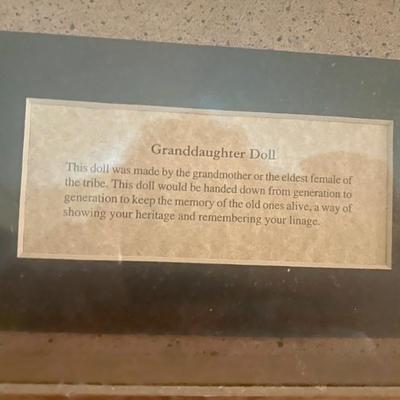 Granddaughter Doll
This doll was made by the grandmother or the eldest female of
the tribe. This doll would be handed down from generation to
generation to keep the memory of the old ones alive, a way of
showing your heritage and remembering your linage.